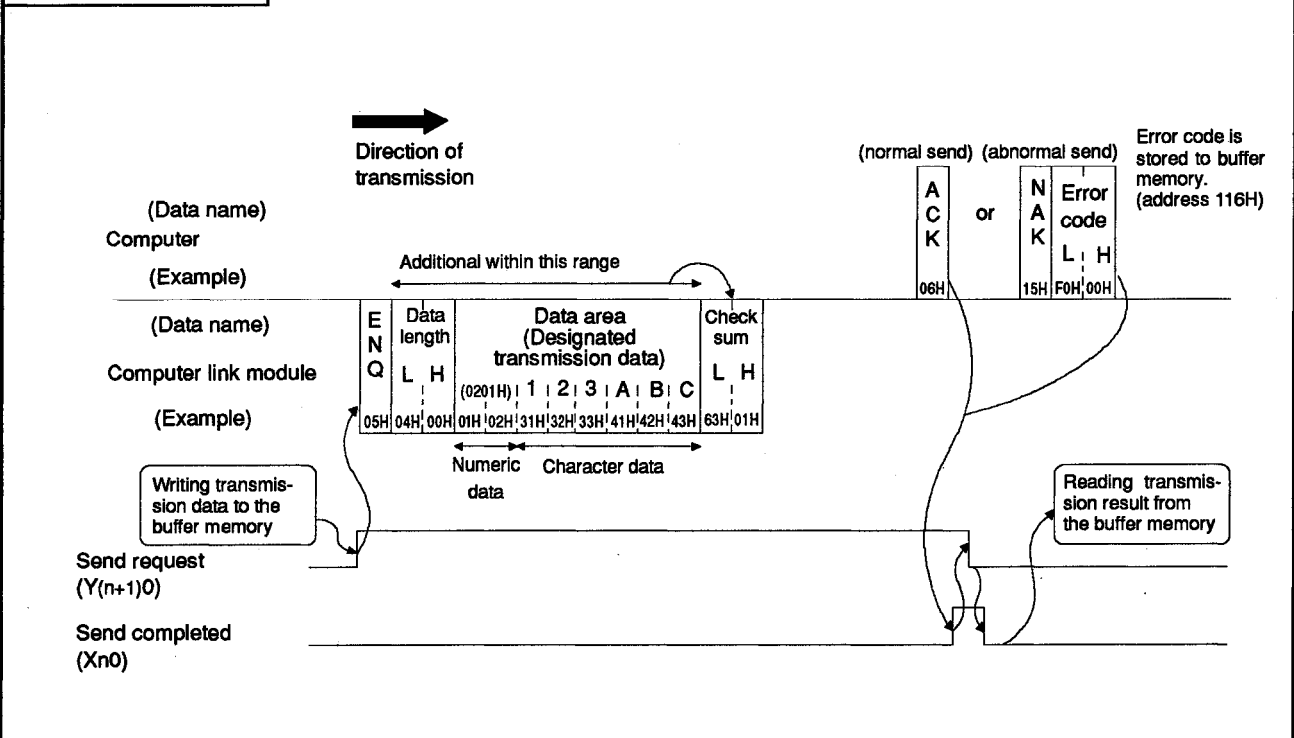 Direction of
transmission
(normal send) (abnormal send)
Error code is
stored to buffer
memory.
(address 116H)
(Data name)
Computer
(Example)
Additional within this range
A
C
K
06H
or
N
A
K
15H
Error
code
L H
F0H 00H
(Data name)
Computer link module
(Example)
E
N
Q
05H
Data
length
L H
04H 00H
Data area
(Designated
transmission data)
(0201H) 1 2 3 A B C
01H 02H 31H 32H 33H 41H 42H 43H
Check
sum
L H
63H 01H
Numeric
data
Character data
Writing transmis-
sion data to the
buffer memory
Reading transmis-
sion result from
the buffer memory
Send request
(Y(n+1)0)
Send completed
(Xn0)